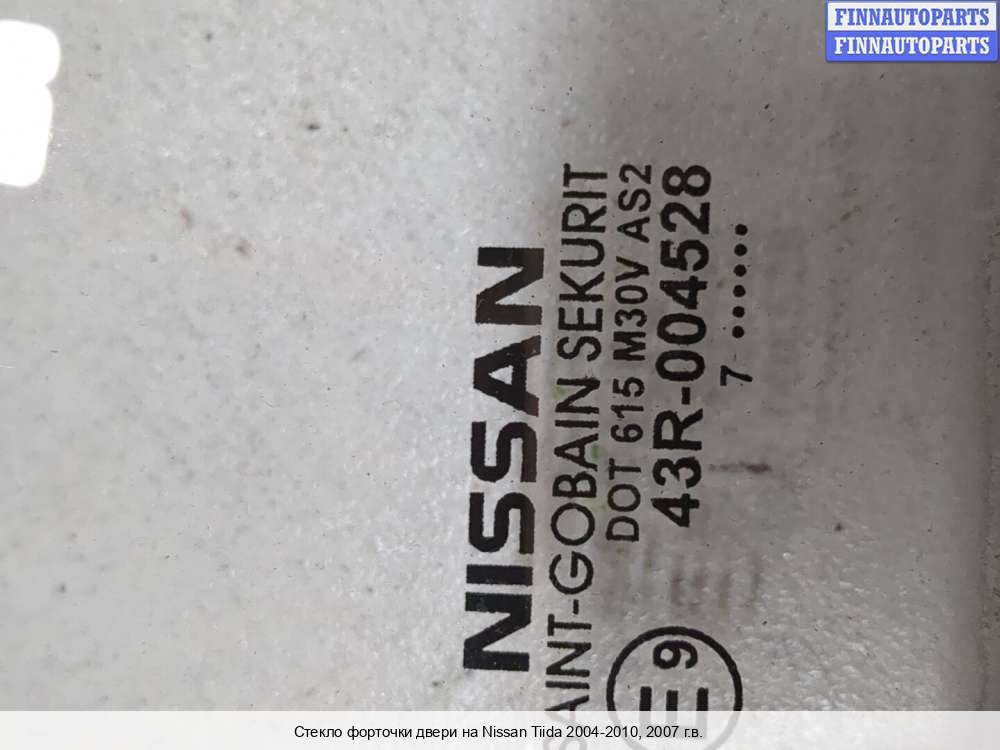 FINNAUTOPARTS
FINNAUTOPARTS
NISSAN
SAINT-GOBAIN SEKURIT
DOT 615 M30V AS2
43R-004528
E9
7 ......
Стекло форточки двери на Nissan Tiida 2004-2010, 2007 г.в.